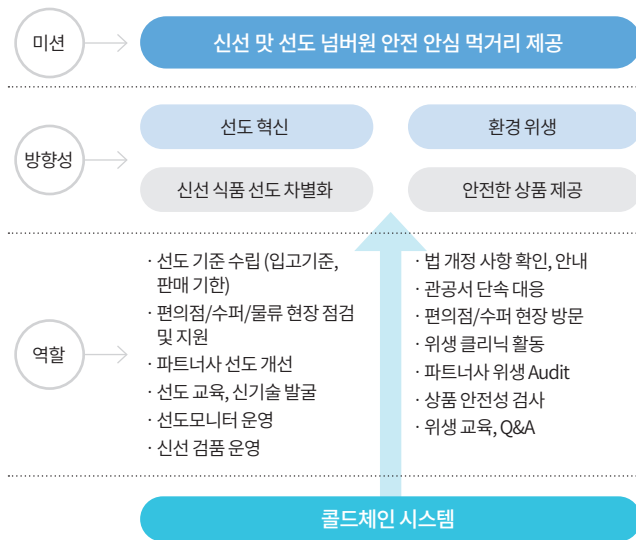 미션
신선 맛 선도 넘버원 안전 안심 먹거리 제공
방향성
선도 혁신
환경 위생
신선 식품 선도 차별화
안전한 상품 제공
역할
· 선도 기준 수립 (입고기준,
판매 기한)
· 편의점/수퍼/물류 현장 점검
및 지원
· 파트너사 선도 개선
· 선도 교육, 신기술 발굴
· 선도모니터 운영
· 신선 검품 운영
· 법 개정 사항 확인, 안내
· 관공서 단속 대응
· 편의점/수퍼 현장 방문
· 위생 클리닉 활동
· 파트너사 위생 Audit
· 상품 안전성 검사
· 위생 교육, Q&A
콜드체인 시스템